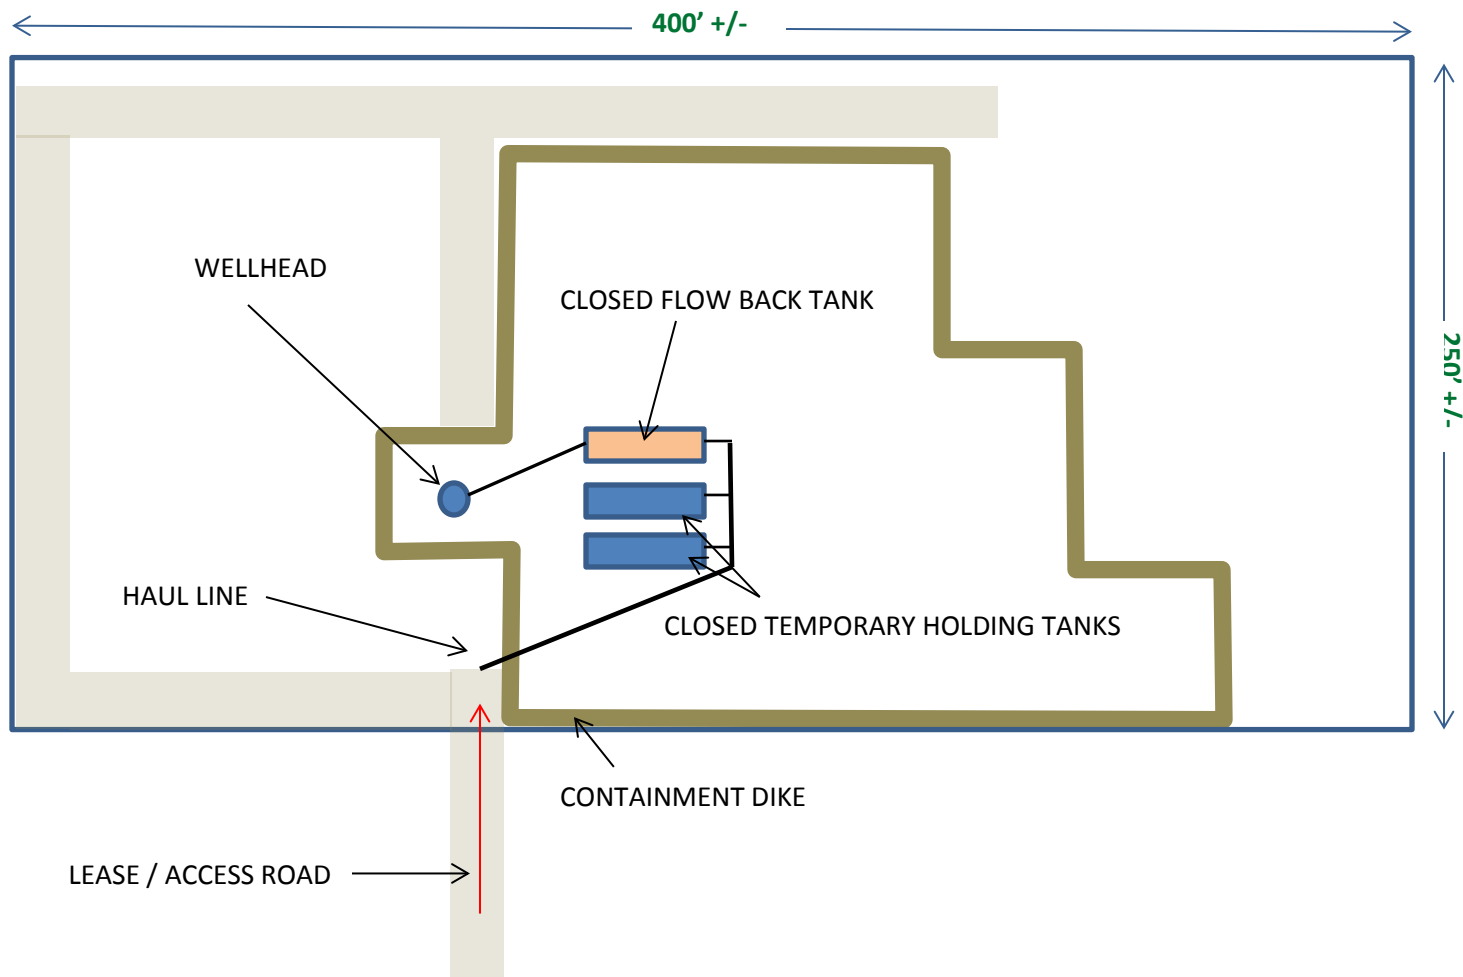 400’ +/-
WELLHEAD
CLOSED FLOW BACK TANK
250’ +/-
HAUL LINE
CLOSED TEMPORARY HOLDING TANKS
CONTAINMENT DIKE
LEASE / ACCESS ROAD